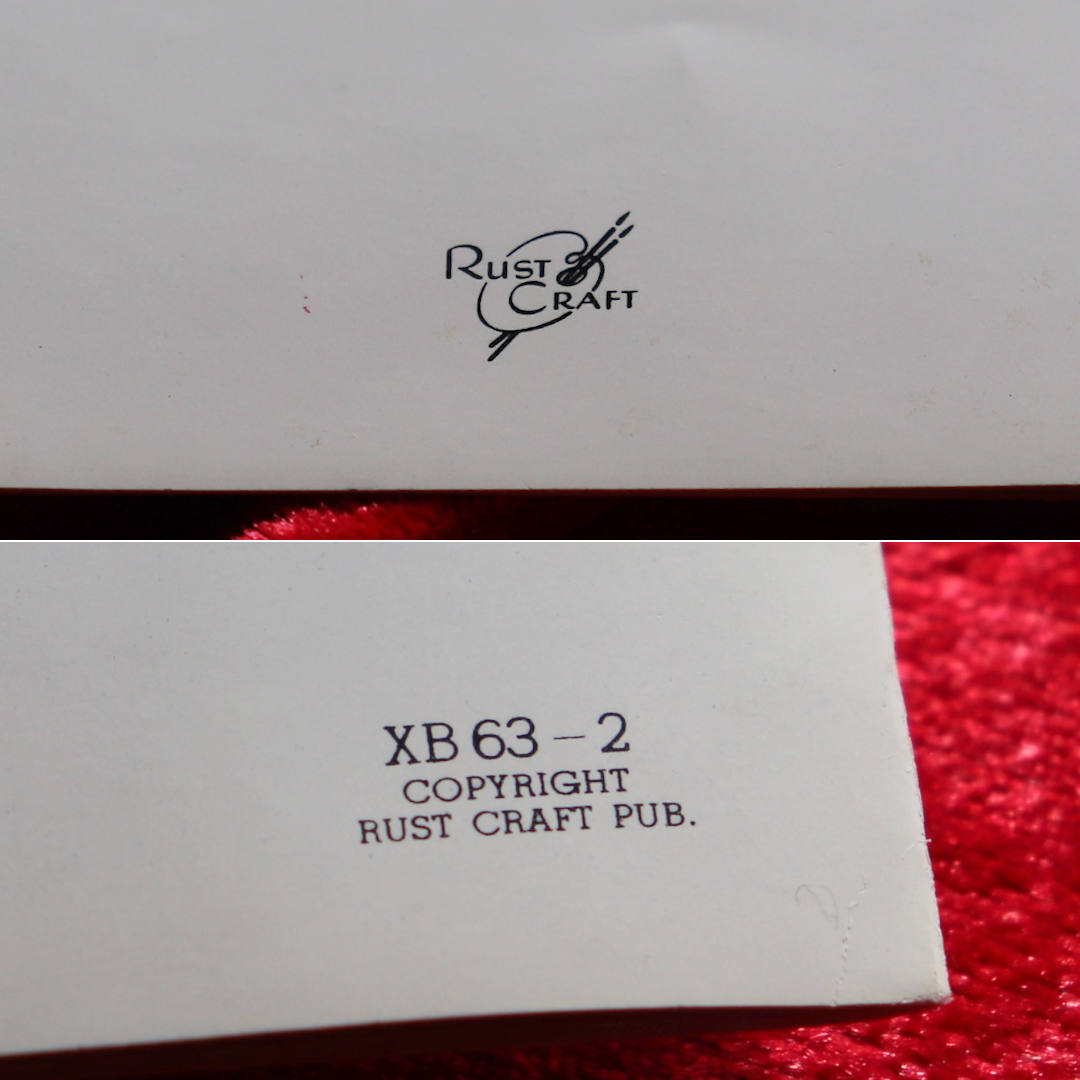 RUST
CRAFT
XB 63 – 2
COPYRIGHT
RUST CRAFT PUB.